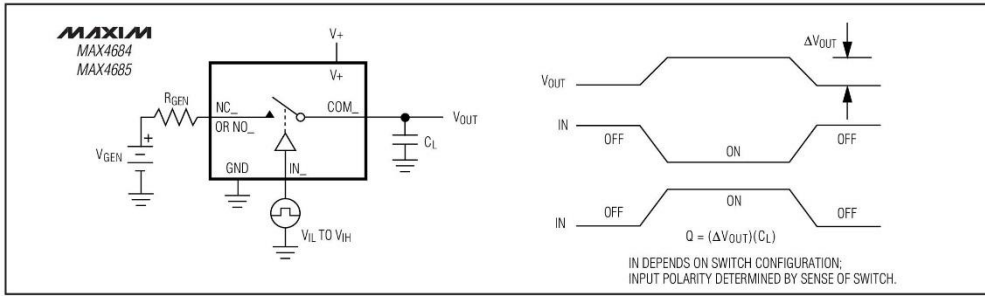 MAXIM
MAX4684
MAX4685
V+
V+
RGEN
NC_
OR NO_
COM_
VOUT
CL
VGEN
+
GND
IN_
VIL TO VIH
ΔVOUT
VOUT
IN
OFF
ON
OFF
IN
OFF
ON
OFF
Q = (ΔVOUT)(CL)
IN DEPENDS ON SWITCH CONFIGURATION;
INPUT POLARITY DETERMINED BY SENSE OF SWITCH.